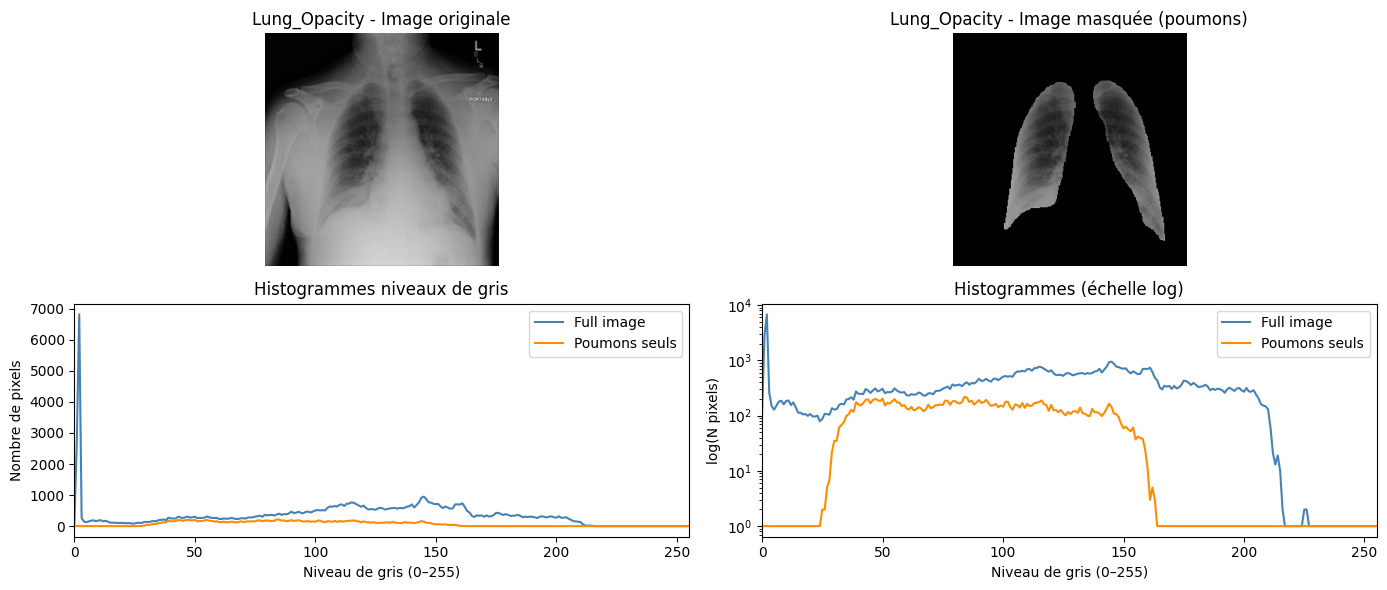 Lung_Opacity - Image originale
Lung_Opacity - Image masquée (poumons)
L
PORTABLE
Histogrammes niveaux de gris
Nombre de pixels
7000
6000
5000
4000
3000
2000
1000
0
Full image
Poumons seuls
0 50 100 150 200 250
Niveau de gris (0–255)
Histogrammes (échelle log)
log(N pixels)
10⁴
10³
10²
10¹
10⁰
Full image
Poumons seuls
0 50 100 150 200 250
Niveau de gris (0–255)